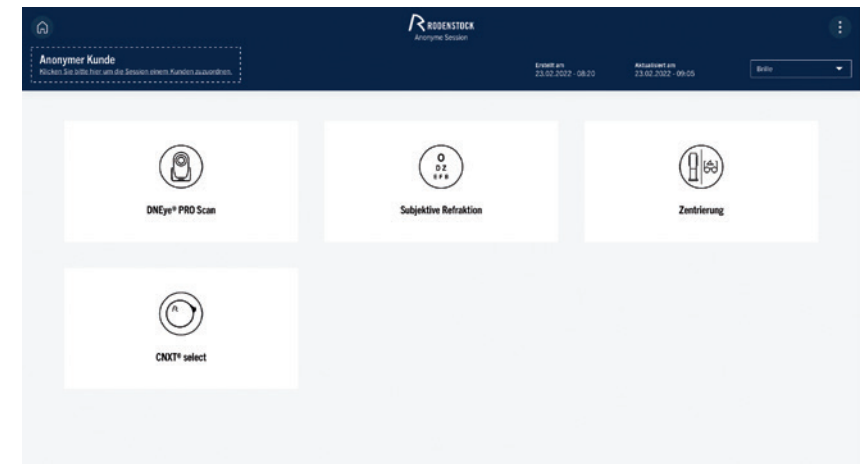 RODENSTOCK
Anonyme Session
Anonymer Kunde
Klicken Sie bitte hier um die Session einem Kunden zuzuordnen.
Erstellt am
23.02.2022 - 08:20
Aktualisiert am
23.02.2022 - 09:05
Brille
DNEye® PRO Scan
O
D Z
E F B
Subjektive Refraktion
Zentrierung
CNXT® select